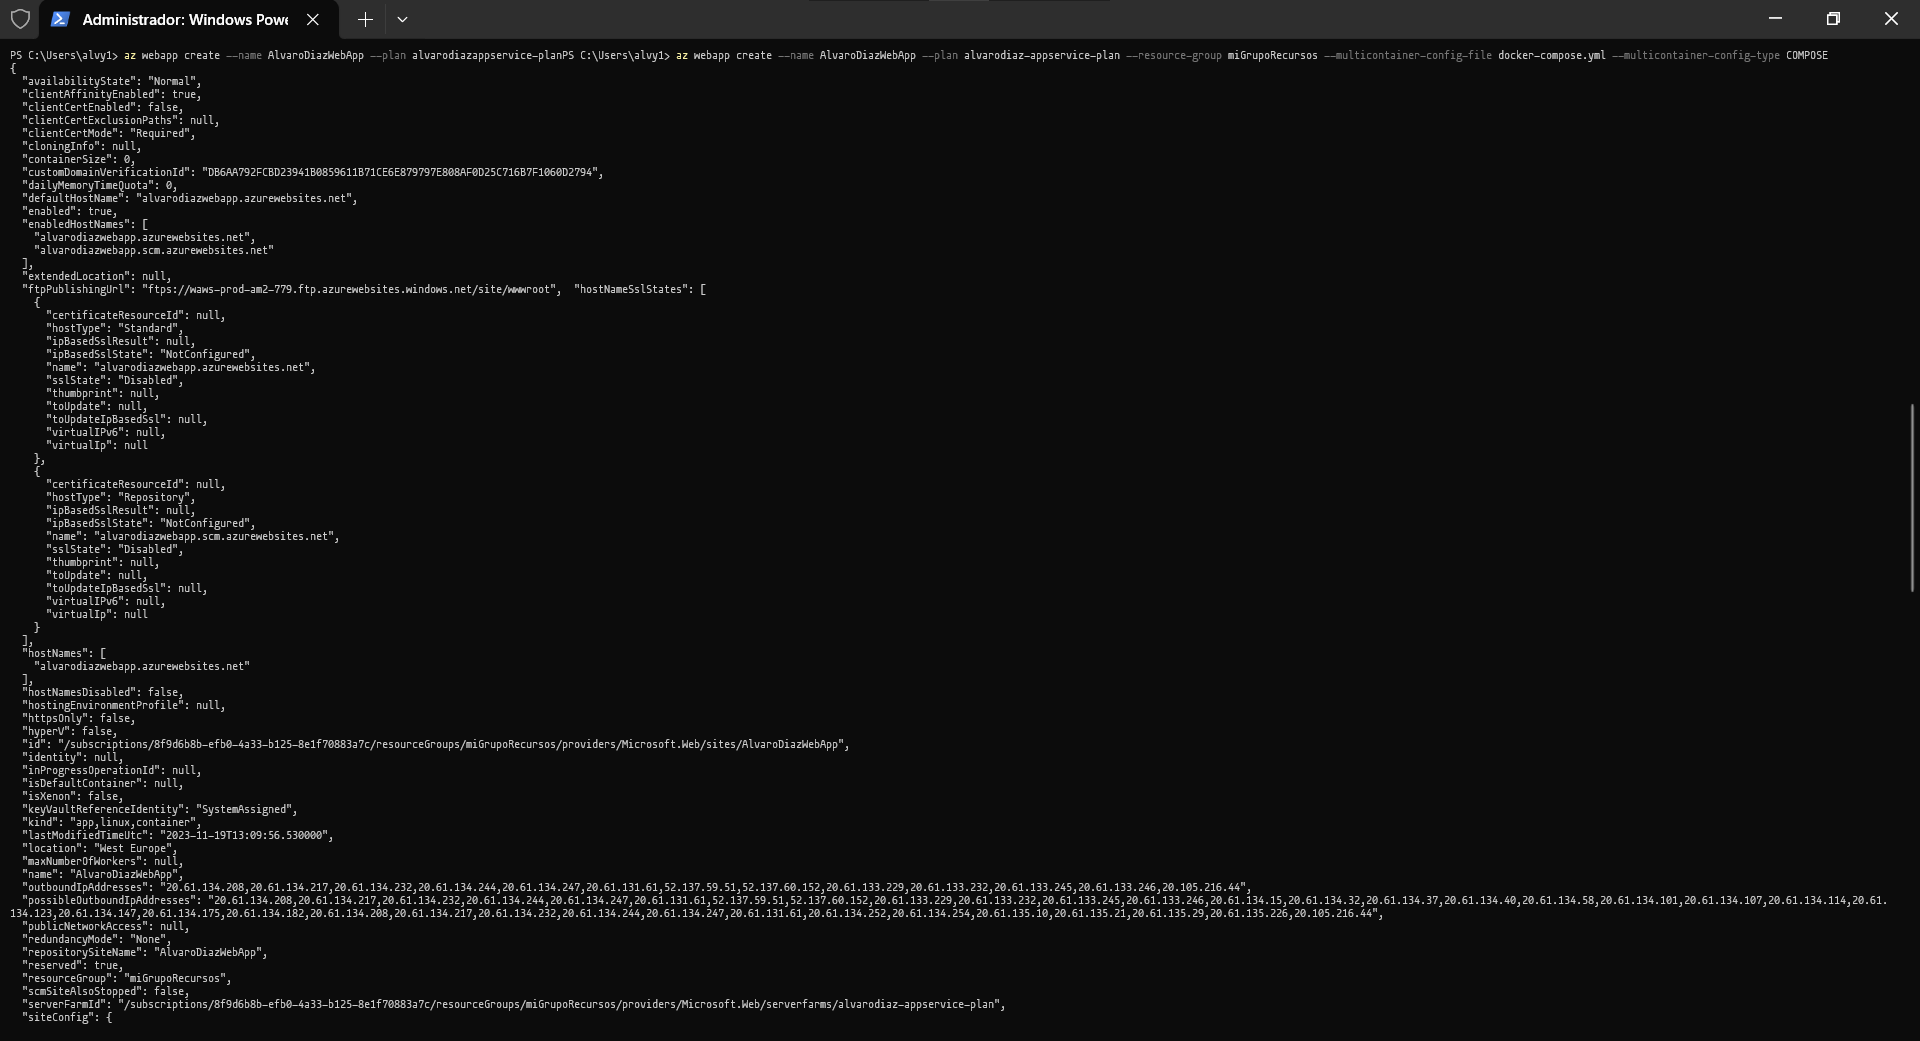 Administrador: Windows Powe
PS C:\Users\alvy1> az webapp create --name AlvaroDiazWebApp --plan alvarodiazappservice-planPS C:\Users\alvy1> az webapp create --name AlvaroDiazWebApp --plan alvarodiaz-appservice-plan --resource-group miGrupoRecursos --multicontainer-config-file docker-compose.yml --multicontainer-config-type COMPOSE
{
"availabilityState": "Normal",
"clientAffinityEnabled": true,
"clientCertEnabled": false,
"clientCertExclusionPaths": null,
"clientCertMode": "Required",
"cloningInfo": null,
"containerSize": 0,
"customDomainVerificationId": "DB6AA792FCBD23941B0859611B71CE6E879797E808AF0D25C716B7F1060D2794",
"dailyMemoryTimeQuota": 0,
"defaultHostName": "alvarodiazwebapp.azurewebsites.net",
"enabled": true,
"enabledHostNames": [
"alvarodiazwebapp.azurewebsites.net",
"alvarodiazwebapp.scm.azurewebsites.net"
],
"extendedLocation": null,
"ftpPublishingUrl": "ftps://waws-prod-am2-779.ftp.azurewebsites.windows.net/site/wwwroot",  "hostNameSslStates": [
{
"certificateResourceId": null,
"hostType": "Standard",
"ipBasedSslResult": null,
"ipBasedSslState": "NotConfigured",
"name": "alvarodiazwebapp.azurewebsites.net",
"sslState": "Disabled",
"thumbprint": null,
"toUpdate": null,
"toUpdateIpBasedSsl": null,
"virtualIPv6": null,
"virtualIp": null
},
{
"certificateResourceId": null,
"hostType": "Repository",
"ipBasedSslResult": null,
"ipBasedSslState": "NotConfigured",
"name": "alvarodiazwebapp.scm.azurewebsites.net",
"sslState": "Disabled",
"thumbprint": null,
"toUpdate": null,
"toUpdateIpBasedSsl": null,
"virtualIPv6": null,
"virtualIp": null
}
],
"hostNames": [
"alvarodiazwebapp.azurewebsites.net"
],
"hostNamesDisabled": false,
"hostingEnvironmentProfile": null,
"httpsOnly": false,
"hyperV": false,
"id": "/subscriptions/8f9d6b8b-efb0-4a33-b125-8e1f70883a7c/resourceGroups/miGrupoRecursos/providers/Microsoft.Web/sites/AlvaroDiazWebApp",
"identity": null,
"inProgressOperationId": null,
"isDefaultContainer": null,
"isXenon": false,
"keyVaultReferenceIdentity": "SystemAssigned",
"kind": "app,linux,container",
"lastModifiedTimeUtc": "2023-11-19T13:09:56.530000",
"location": "West Europe",
"maxNumberOfWorkers": null,
"name": "AlvaroDiazWebApp",
"outboundIpAddresses": "20.61.134.208,20.61.134.217,20.61.134.232,20.61.134.244,20.61.134.247,20.61.131.61,52.137.59.51,52.137.60.152,20.61.133.229,20.61.133.232,20.61.133.245,20.61.133.246,20.105.216.44",
"possibleOutboundIpAddresses": "20.61.134.208,20.61.134.217,20.61.134.232,20.61.134.244,20.61.134.247,20.61.131.61,52.137.59.51,52.137.60.152,20.61.133.229,20.61.133.232,20.61.133.245,20.61.133.246,20.61.134.15,20.61.134.32,20.61.134.37,20.61.134.40,20.61.134.58,20.61.134.101,20.61.134.107,20.61.134.114,20.61.
134.123,20.61.134.147,20.61.134.175,20.61.134.182,20.61.134.208,20.61.134.217,20.61.134.232,20.61.134.244,20.61.134.247,20.61.131.61,20.61.134.252,20.61.134.254,20.61.135.10,20.61.135.21,20.61.135.29,20.61.135.226,20.105.216.44",
"publicNetworkAccess": null,
"redundancyMode": "None",
"repositorySiteName": "AlvaroDiazWebApp",
"reserved": true,
"resourceGroup": "miGrupoRecursos",
"scmSiteAlsoStopped": false,
"serverFarmId": "/subscriptions/8f9d6b8b-efb0-4a33-b125-8e1f70883a7c/resourceGroups/miGrupoRecursos/providers/Microsoft.Web/serverfarms/alvarodiaz-appservice-plan",
"siteConfig": {